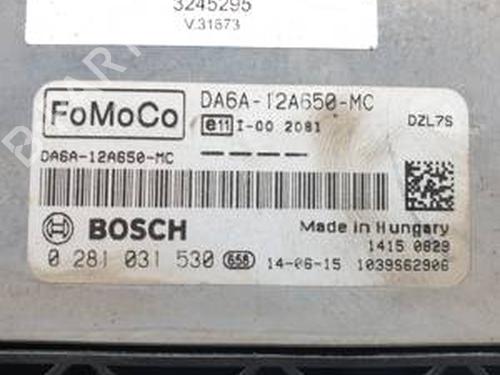 3245295
V.31673
FoMoCo
DA6A-12A650-MC
e11 I-00 2081
DZL7S
DA6A-12A650-MC
BOSCH
Made in Hungary
1415 0829
0 281 031 530 658 14-06-15 1039S62906